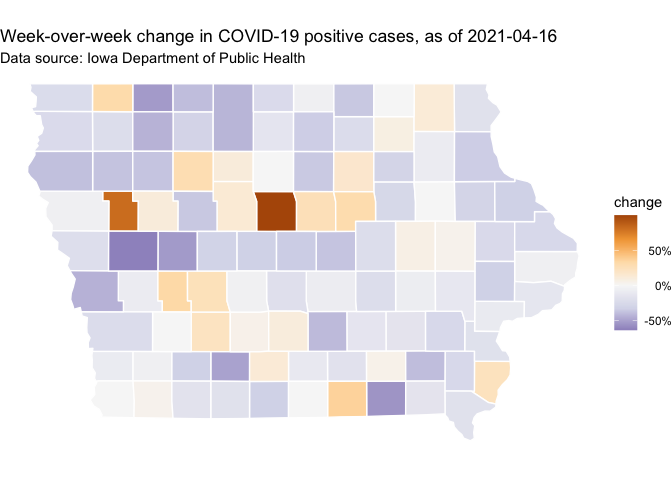 Week-over-week change in COVID-19 positive cases, as of 2021-04-16
Data source: Iowa Department of Public Health
change
50%
0%
-50%